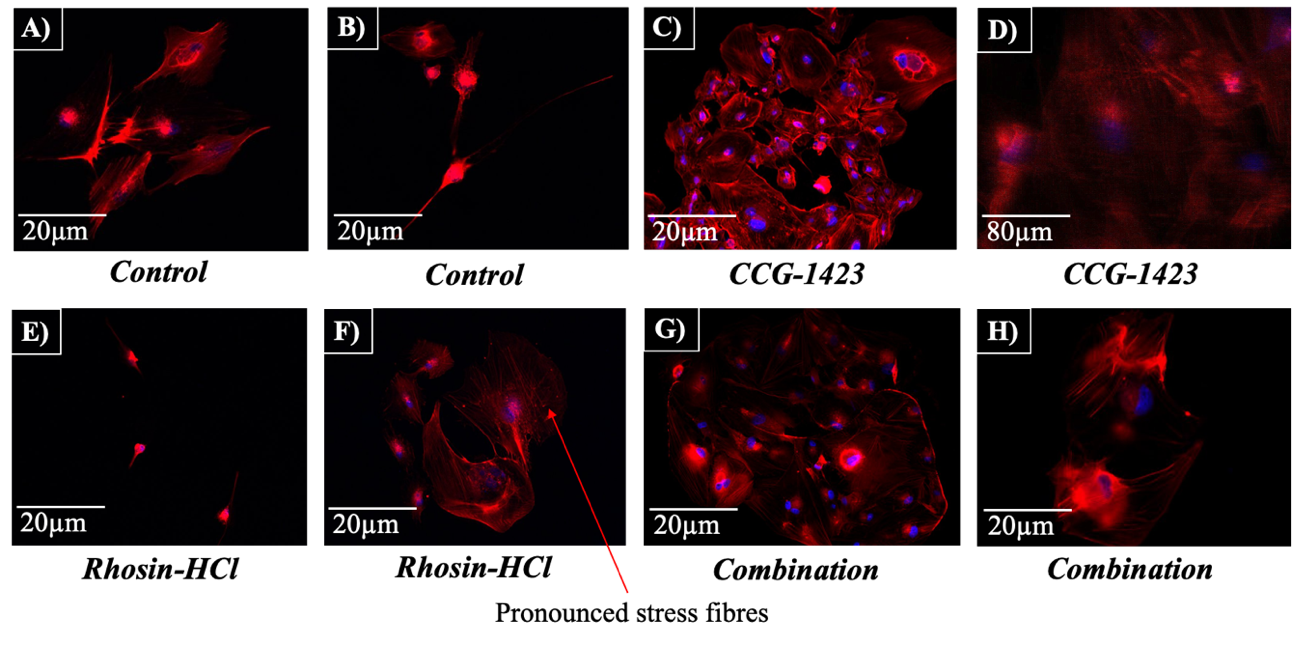 A) B) C) D)
20µm 20µm 20µm 80µm
Control Control CCG-1423 CCG-1423
E) F) G) H)
20µm 20µm 20µm 20µm
Rhosin-HCl Rhosin-HCl Combination Combination
Pronounced stress fibres